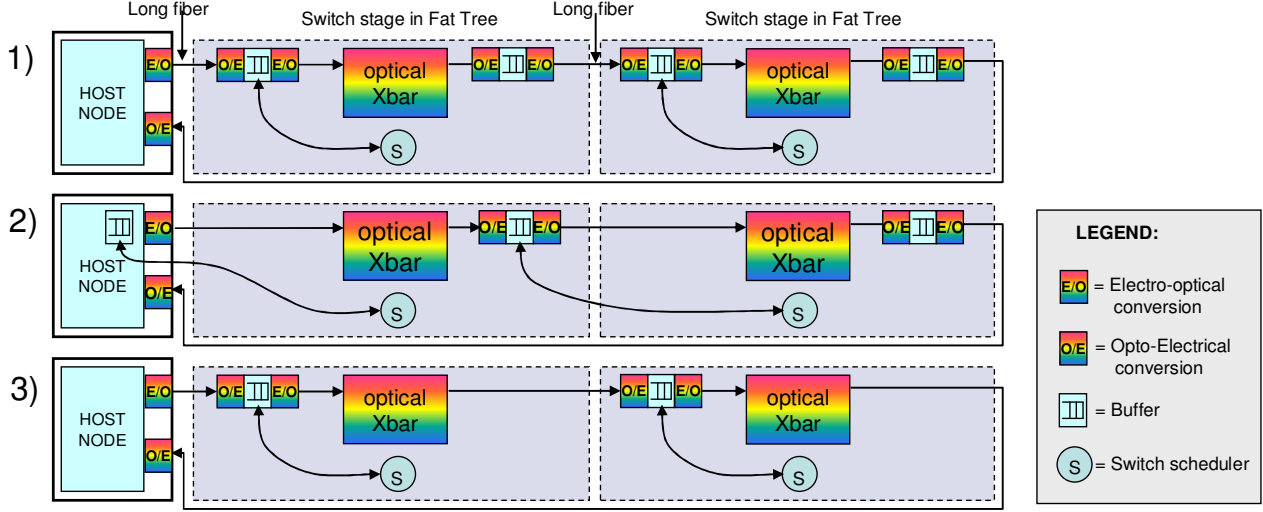 Long fiber
Switch stage in Fat Tree
Long fiber
Switch stage in Fat Tree
1)
E/O
O/E
E/O
O/E
E/O
O/E
E/O
O/E
E/O
HOST
NODE
optical
Xbar
optical
Xbar
O/E
S
S
2)
E/O
O/E
E/O
O/E
E/O
HOST
NODE
optical
Xbar
optical
Xbar
O/E
S
S
3)
E/O
O/E
E/O
O/E
E/O
HOST
NODE
optical
Xbar
optical
Xbar
O/E
S
S
LEGEND:
E/O = Electro-optical
conversion
O/E = Opto-Electrical
conversion
= Buffer
S = Switch scheduler